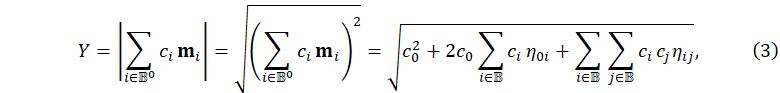 Y = |∑_{i∈𝔹⁰} c_i 𝐦_i| = √((∑_{i∈𝔹⁰} c_i 𝐦_i)²) = √(c_0² + 2c_0 ∑_{i∈𝔹} c_i η_{0i} + ∑_{i∈𝔹} ∑_{j∈𝔹} c_i c_j η_{ij}), (3)